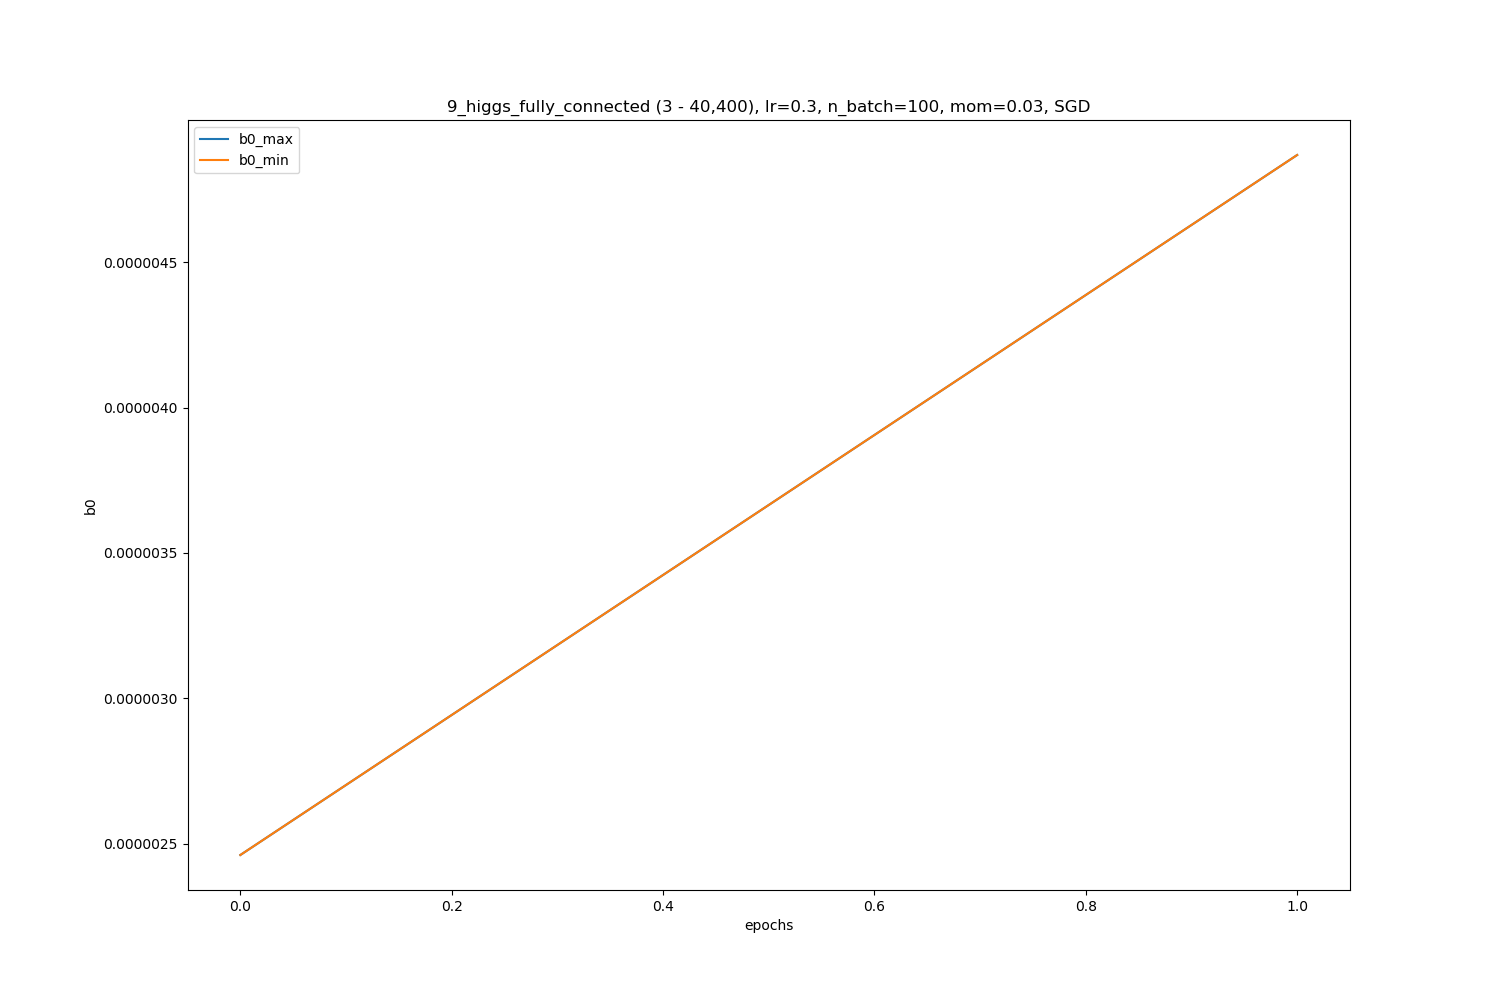 9_higgs_fully_connected (3 - 40,400), lr=0.3, n_batch=100, mom=0.03, SGD
b0_max
b0_min
0.0000045
0.0000040
b0
0.0000035
0.0000030
0.0000025
0.0 0.2 0.4 0.6 0.8 1.0
epochs